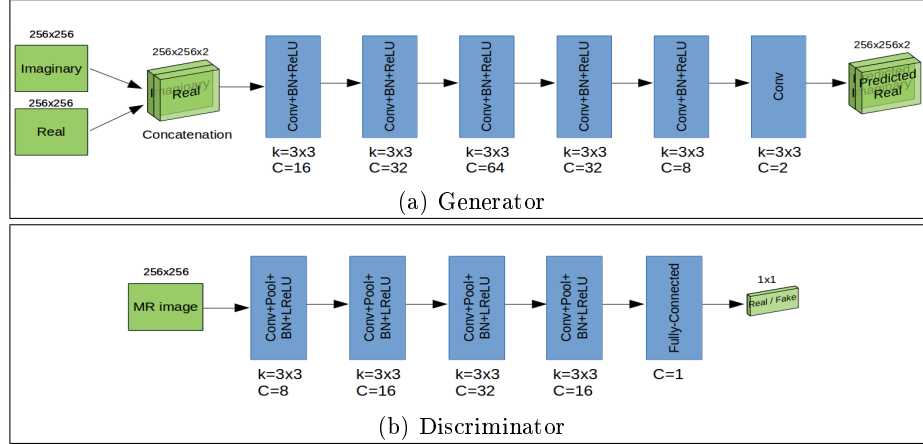 256x256
Imaginary
256x256
Real
256x256x2
Imaginary
Real
Concatenation
Conv+BN+ReLU
k=3x3
C=16
Conv+BN+ReLU
k=3x3
C=32
Conv+BN+ReLU
k=3x3
C=64
Conv+BN+ReLU
k=3x3
C=32
Conv+BN+ReLU
k=3x3
C=8
Conv
k=3x3
C=2
256x256x2
Predicted
Imaginary
Predicted
Real
(a) Generator
256x256
MR image
Conv+Pool+
BN+LReLU
k=3x3
C=8
Conv+Pool+
BN+LReLU
k=3x3
C=16
Conv+Pool+
BN+LReLU
k=3x3
C=32
Conv+Pool+
BN+LReLU
k=3x3
C=16
Fully-Connected
C=1
1x1
Real / Fake
(b) Discriminator